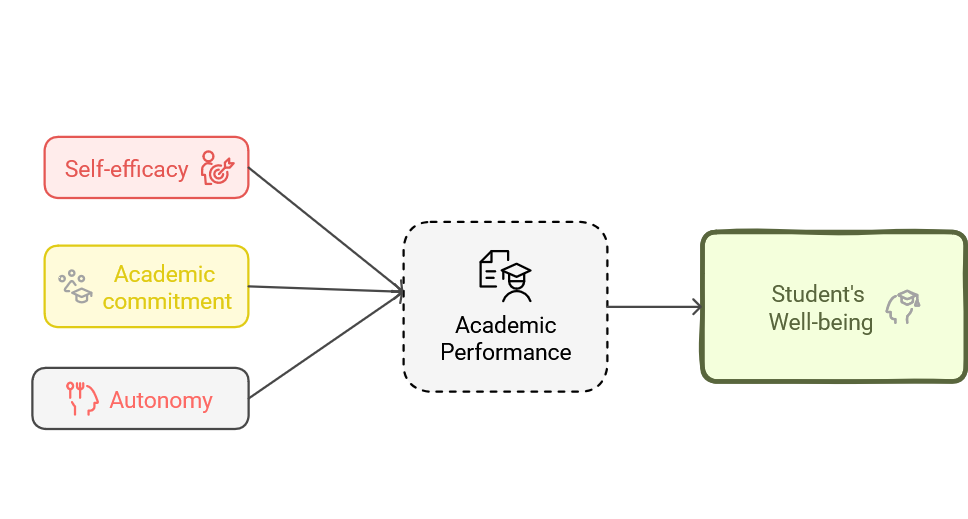 Self-efficacy
Academic
commitment
Autonomy
Academic
Performance
Student's
Well-being